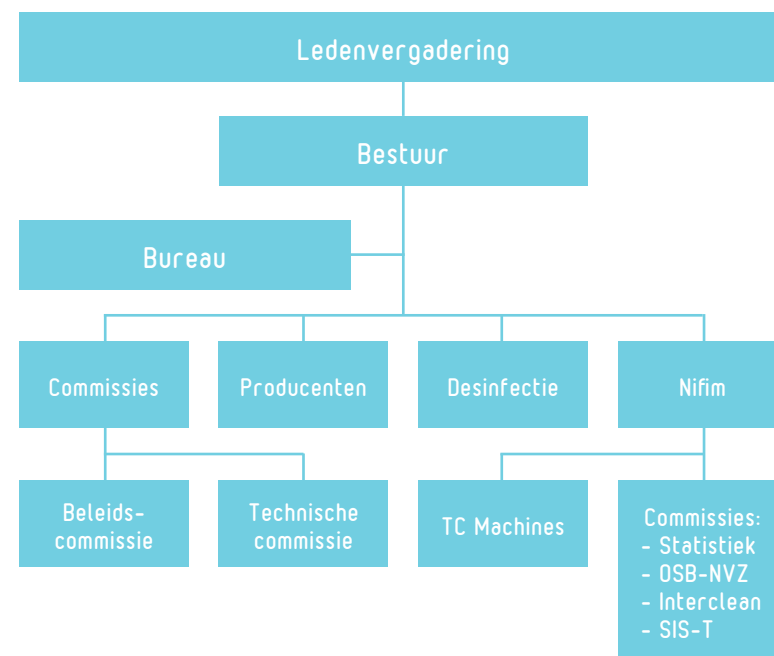 Ledenvergadering
Bestuur
Bureau
Commissies
Producenten
Desinfectie
Nifim
Beleids-
commissie
Technische
commissie
TC Machines
Commissies:
- Statistiek
- OSB-NVZ
- Interclean
- SIS-T